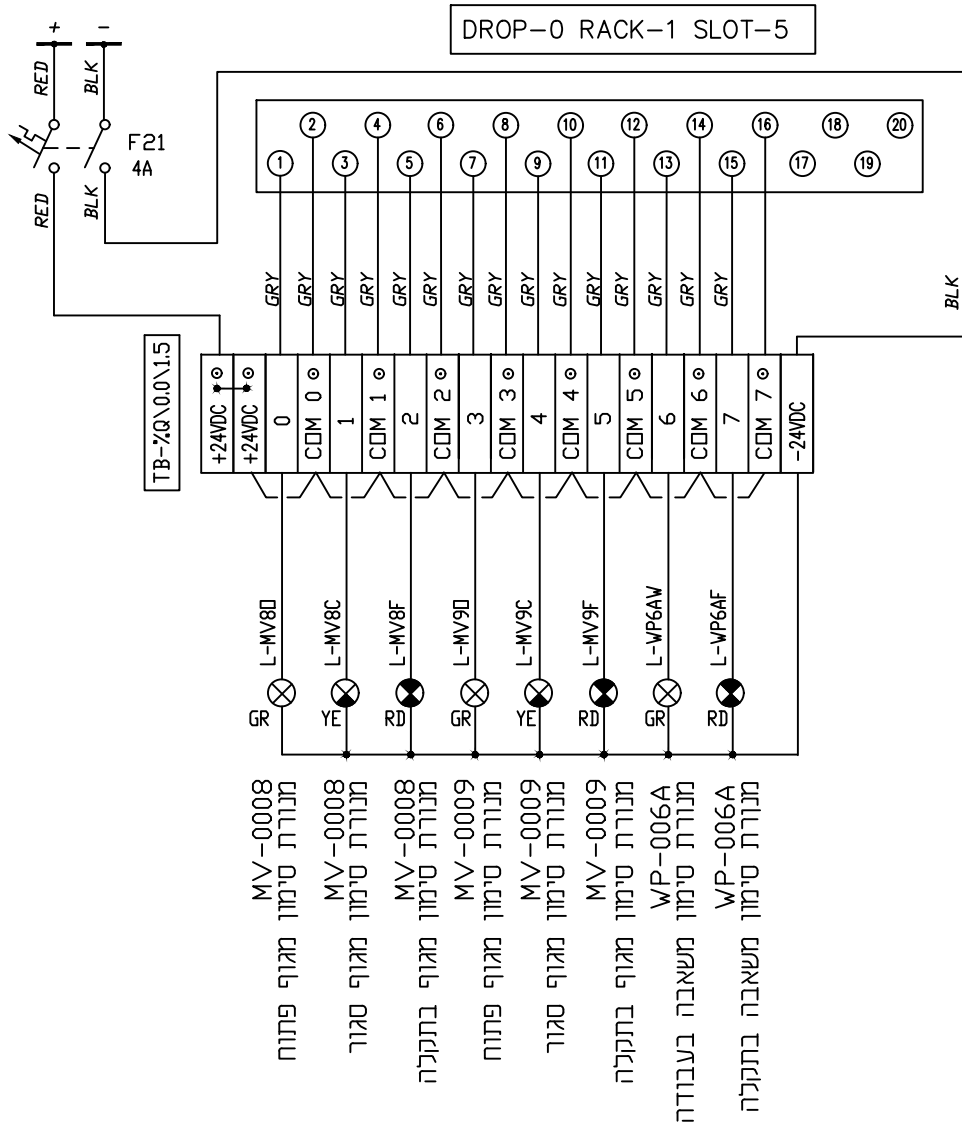 DROP-0 RACK-1 SLOT-5
+ -
RED BLK
F21
4A
RED BLK
2 4 6 8 10 12 14 16 18 20
1 3 5 7 9 11 13 15 17 19
GRY GRY GRY GRY GRY GRY GRY GRY GRY GRY GRY GRY GRY GRY GRY
BLK
TB-%Q\0.0\1.5
+24VDC
+24VDC
0
COM 0
1
COM 1
2
COM 2
3
COM 3
4
COM 4
5
COM 5
6
COM 6
7
COM 7
-24VDC
L-MV8O
L-MV8C
L-MV8F
L-MV9O
L-MV9C
L-MV9F
L-WP6AW
L-WP6AF
GR YE RD GR YE RD GR RD
MV-0008
מנורת סימון מגוף פתוח
MV-0008
מנורת סימון מגוף סגור
MV-0008
מנורת סימון מגוף בתקלה
MV-0009
מנורת סימון מגוף פתוח
MV-0009
מנורת סימון מגוף סגור
MV-0009
מנורת סימון מגוף בתקלה
WP-006A
מנורת סימון משאבה בעבודה
WP-006A
מנורת סימון משאבה בתקלה